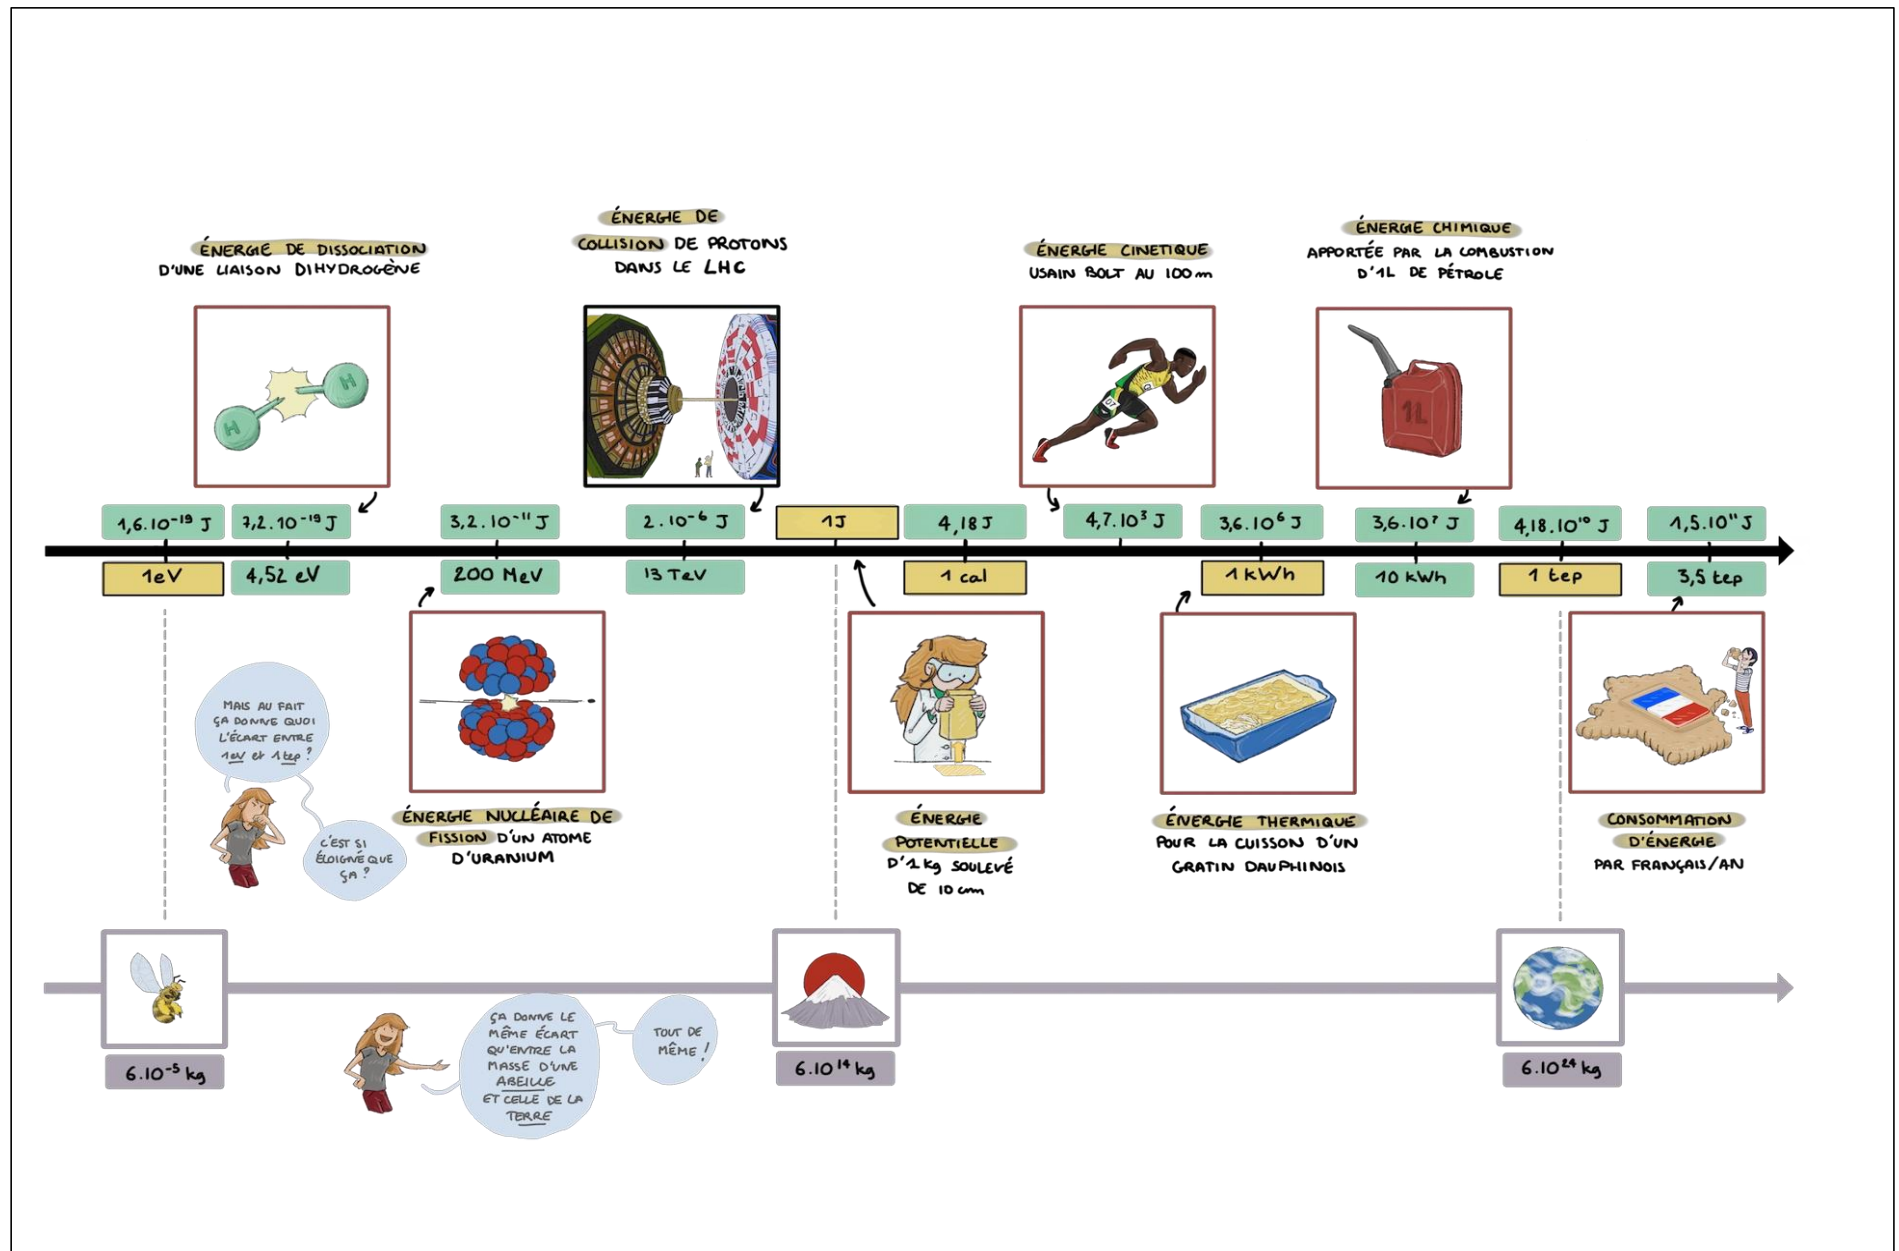 ÉNERGIE DE DISSOCIATION
D'UNE LIAISON DIHYDROGÈNE
ÉNERGIE DE
COLLISION DE PROTONS
DANS LE LHC
ÉNERGIE CINETIQUE
USAIN BOLT AU 100 m
ÉNERGIE CHIMIQUE
APPORTÉE PAR LA COMBUSTION
D'1L DE PÉTROLE
H
H
1L
1,6.10⁻¹⁹ J
7,2.10⁻¹⁹ J
3,2.10⁻¹¹ J
2.10⁻⁶ J
1J
4,18 J
4,7.10³ J
3,6.10⁶ J
3,6.10⁷ J
4,18.10¹⁰ J
1,5.10¹¹ J
1eV
4,52 eV
200 MeV
13 TeV
1 cal
1 kWh
10 kWh
1 tep
3,5 tep
MAIS AU FAIT
ÇA DONNE QUOI
L'ÉCART ENTRE
1eV et 1tep ?
C'EST SI
ÉLOIGNÉ QUE
ÇA ?
ÉNERGIE NUCLÉAIRE DE
FISSION D'UN ATOME
D'URANIUM
ÉNERGIE
POTENTIELLE
D'1 kg SOULEVÉ
DE 10 cm
ÉNERGIE THERMIQUE
POUR LA CUISSON D'UN
GRATIN DAUPHINOIS
CONSOMMATION
D'ÉNERGIE
PAR FRANÇAIS/AN
ÇA DONNE LE
MÊME ÉCART
QU'ENTRE LA
MASSE D'UNE
ABEILLE
ET CELLE DE LA
TERRE
TOUT DE
MÊME !
6.10⁻⁵ kg
6.10¹⁴ kg
6.10²⁴ kg